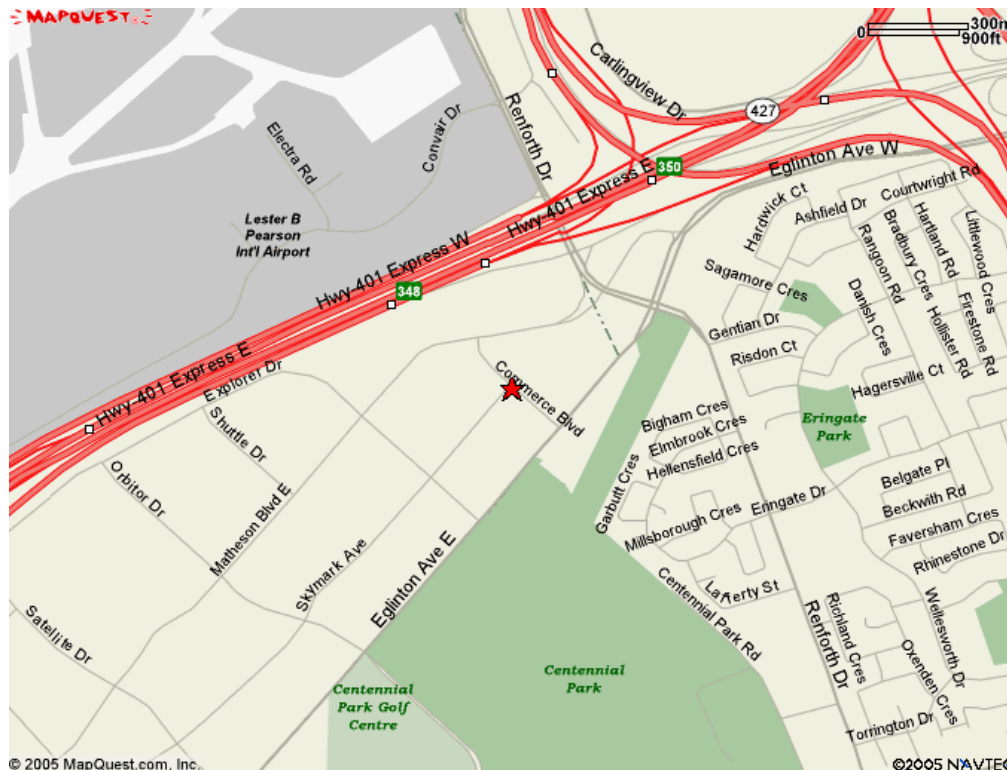 MAPQUEST
300m
0
900ft
Carlingview Dr
Renforth Dr
427
Convair Dr
Electra Rd
350
Eglinton Ave W
Hwy-401 Express E
Hardwick Ct
Courtwright Rd
Ashfield Dr
Lester B
Pearson
Int'l Airport
Hwy-401 Express W
Rangoon Rd
Bradbury Cres
Hartland Rd
Littlewood Cres
Sagamore Cres
348
Danish Cres
Gentian Dr
Hollister Rd
Firestone Rd
Risdon Ct
Hwy-401 Express E
Explorer Dr
Commerce Blvd
Hagersville Ct
Shuttle Dr
Bigham Cres
Elmbrook Cres
Hellensfield Cres
Eringate
Park
Orbitor Dr
Matheson Blvd E
Garbutt Cres
Eringate Dr
Belgate Pl
Beckwith Rd
Faversham Cres
Rhinestone Dr
Millsborough Cres
Skymark Ave
Eglinton Ave E
Lafferty St
Centennial Park Rd
Satellite Dr
Renforth Dr
Richland Cres
Wellesworth Dr
Oxenden Cres
Centennial
Park
Centennial
Park Golf
Centre
Torrington Dr
© 2005 MapQuest.com, Inc.
©2005 NAVTEQ